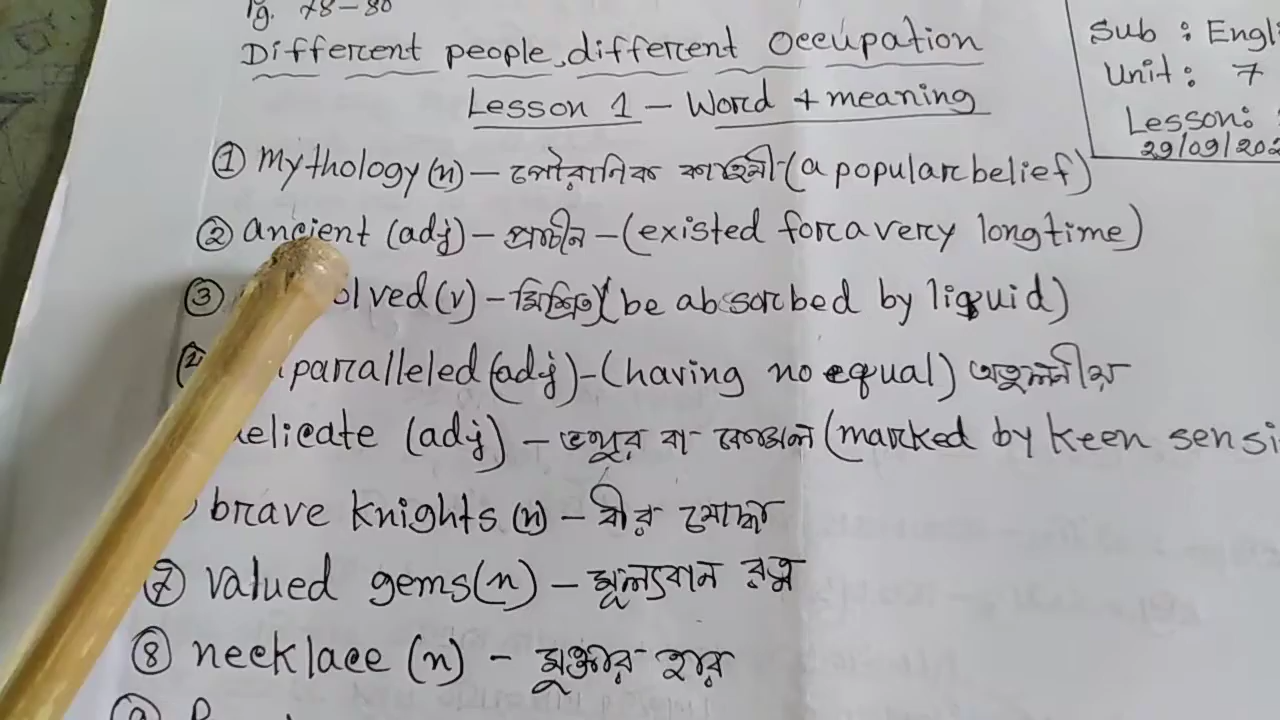 Pg. 78-80
Different people, different Occupation
Lesson 1 - Word + meaning
Sub : Engl
Unit : 7
Lesson:
29/09/202
① Mythology (n) - পৌরানিক কাহিনী - (a popular belief)
② ancient (adj) - প্রাচীন - (existed for a very long time)
③ olved (v) - মিশ্রিত (be absorbed by liquid)
paralleled (adj) - (having no equal) অতুলনীয়
elicate (adj) - ভঙ্গুর বা কোমল (marked by keen sensi
brave knights (n) - বীর যোদ্ধা
⑦ valued gems (n) - মূল্যবান রত্ন
⑧ necklace (n) - মুক্তার হার
⑨